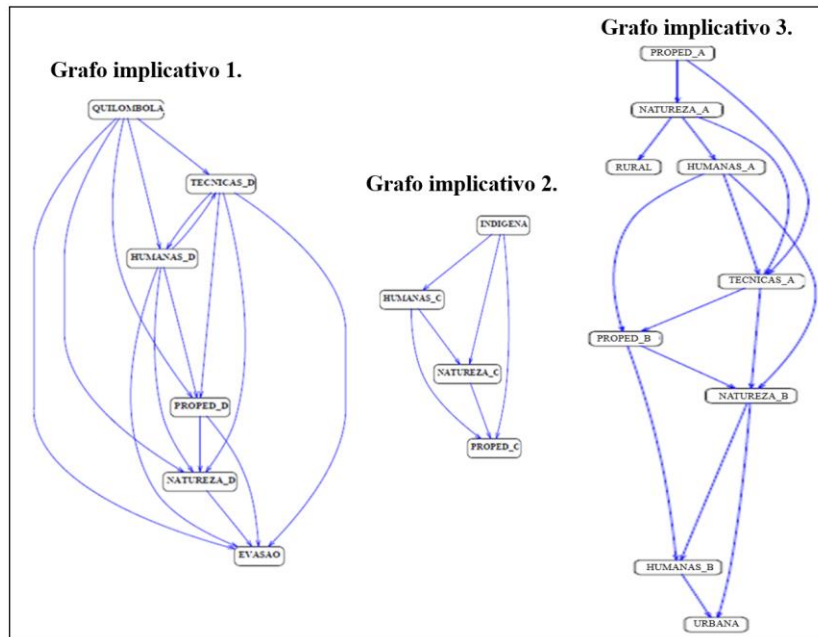 Grafo implicativo 1.
QUILOMBOLA
TECNICAS_D
HUMANAS_D
PROPED_D
NATUREZA_D
EVASAO
Grafo implicativo 2.
INDIGENA
HUMANAS_C
NATUREZA_C
PROPED_C
Grafo implicativo 3.
PROPED_A
NATUREZA_A
RURAL
HUMANAS_A
TECNICAS_A
PROPED_B
NATUREZA_B
HUMANAS_B
URBANA